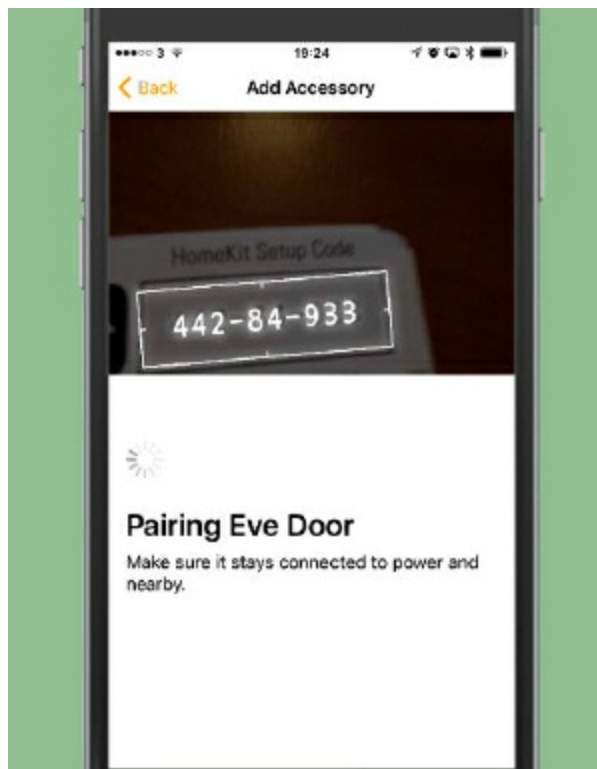 3 19:24
Back Add Accessory
HomeKit Setup Code
442-84-933
Pairing Eve Door
Make sure it stays connected to power and
nearby.